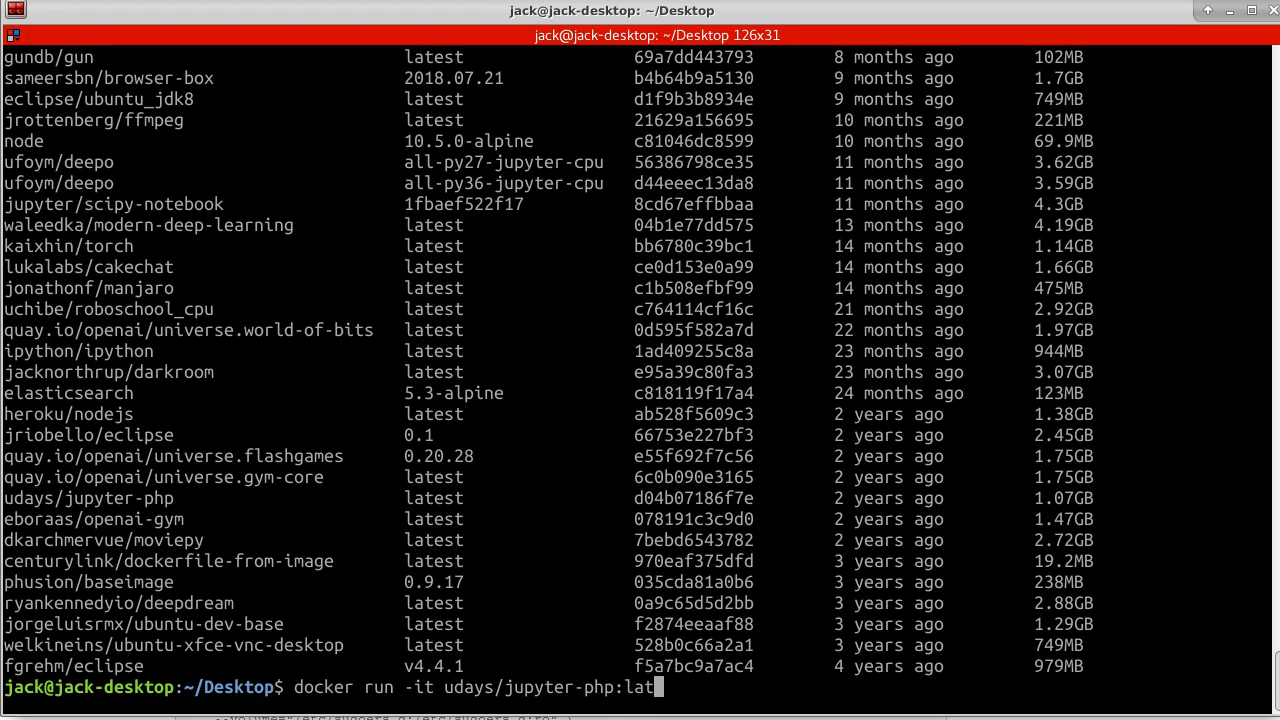 jack@jack-desktop: ~/Desktop
jack@jack-desktop: ~/Desktop 126x31
gundb/gun latest 69a7dd443793 8 months ago 102MB
sameersbn/browser-box 2018.07.21 b4b64b9a5130 9 months ago 1.7GB
eclipse/ubuntu_jdk8 latest d1f9b3b8934e 9 months ago 749MB
jrottenberg/ffmpeg latest 21629a156695 10 months ago 221MB
node 10.5.0-alpine c81046dc8599 10 months ago 69.9MB
ufoym/deepo all-py27-jupyter-cpu 56386798ce35 11 months ago 3.62GB
ufoym/deepo all-py36-jupyter-cpu d44eeec13da8 11 months ago 3.59GB
jupyter/scipy-notebook 1fbaef522f17 8cd67effbbaa 11 months ago 4.3GB
waleedka/modern-deep-learning latest 04b1e77dd575 13 months ago 4.19GB
kaixhin/torch latest bb6780c39bc1 14 months ago 1.14GB
lukalabs/cakechat latest ce0d153e0a99 14 months ago 1.66GB
jonathonf/manjaro latest c1b508efbf99 14 months ago 475MB
uchibe/roboschool_cpu latest c764114cf16c 21 months ago 2.92GB
quay.io/openai/universe.world-of-bits latest 0d595f582a7d 22 months ago 1.97GB
ipython/ipython latest 1ad409255c8a 23 months ago 944MB
jacknorthrup/darkroom latest e95a39c80fa3 23 months ago 3.07GB
elasticsearch 5.3-alpine c818119f17a4 24 months ago 123MB
heroku/nodejs latest ab528f5609c3 2 years ago 1.38GB
jriobello/eclipse 0.1 66753e227bf3 2 years ago 2.45GB
quay.io/openai/universe.flashgames 0.20.28 e55f692f7c56 2 years ago 1.75GB
quay.io/openai/universe.gym-core latest 6c0b090e3165 2 years ago 1.75GB
udays/jupyter-php latest d04b07186f7e 2 years ago 1.07GB
eboraas/openai-gym latest 078191c3c9d0 2 years ago 1.47GB
dkarchmervue/moviepy latest 7bebd6543782 2 years ago 2.72GB
centurylink/dockerfile-from-image latest 970eaf375dfd 3 years ago 19.2MB
phusion/baseimage 0.9.17 035cda81a0b6 3 years ago 238MB
ryankennedyio/deepdream latest 0a9c65d5d2bb 3 years ago 2.88GB
jorgeluisrmx/ubuntu-dev-base latest f2874eeaaf88 3 years ago 1.29GB
welkineins/ubuntu-xfce-vnc-desktop latest 528b0c66a2a1 3 years ago 749MB
fgrehm/eclipse v4.4.1 f5a7bc9a7ac4 4 years ago 979MB
jack@jack-desktop:~/Desktop$ docker run -it udays/jupyter-php:lat